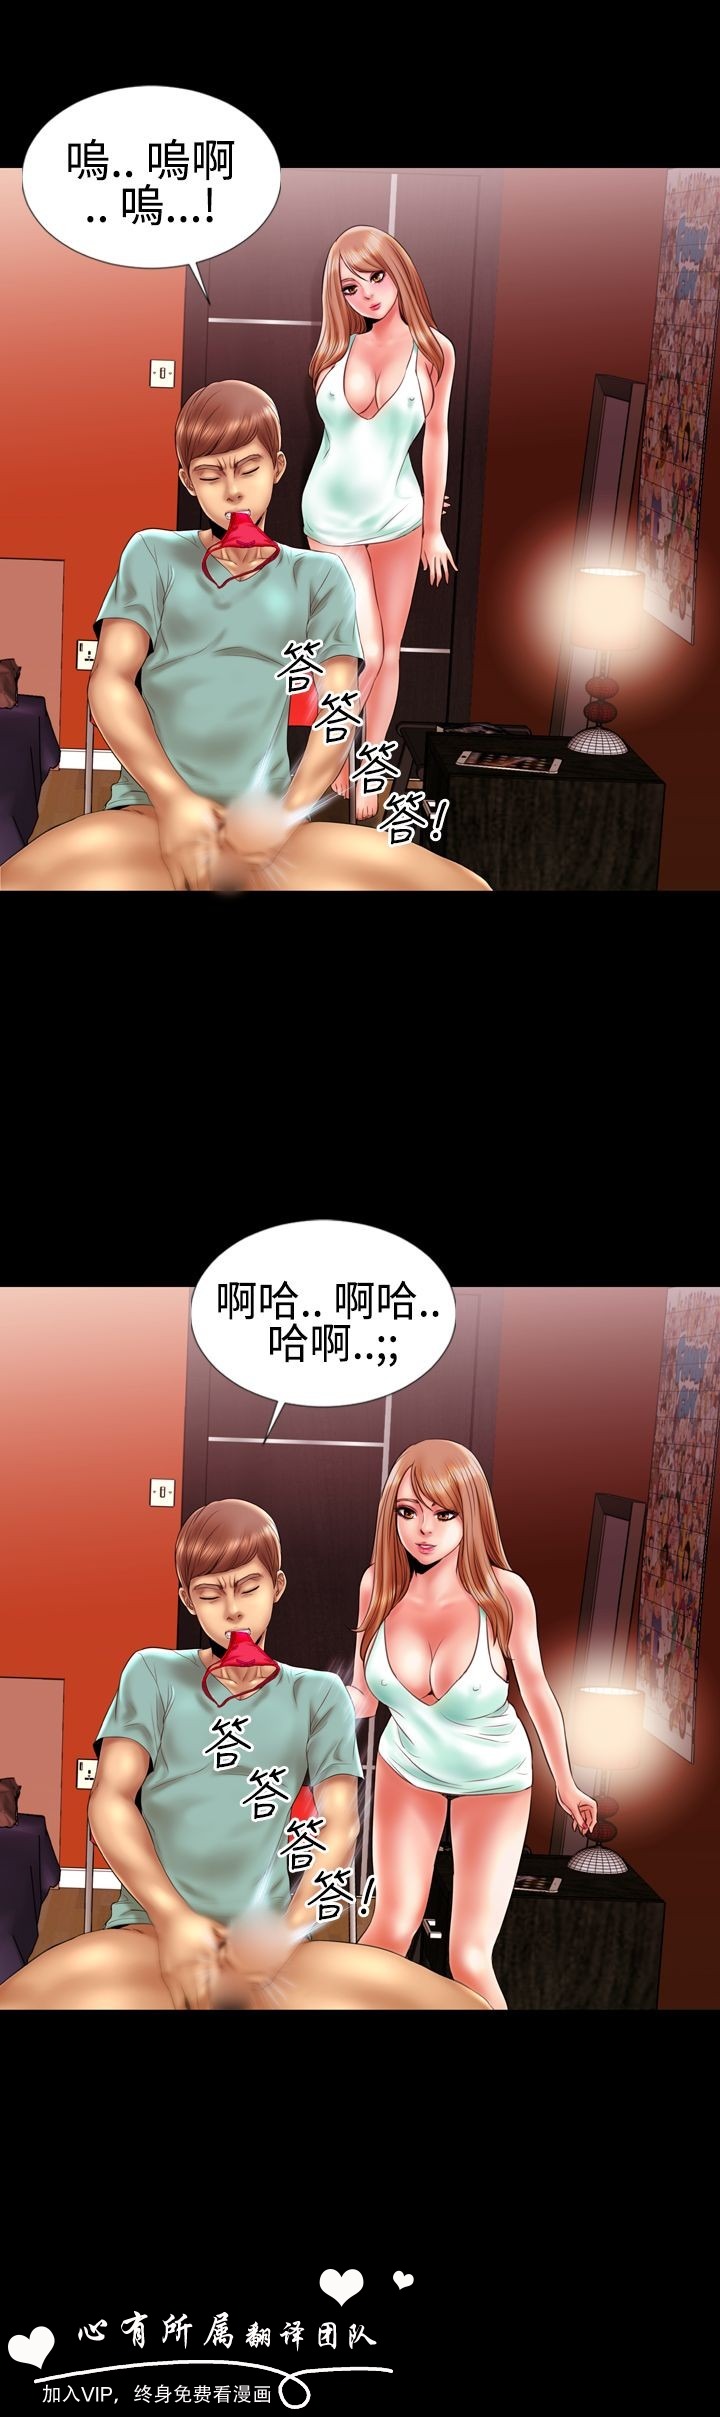 嗚.. 嗚啊
.. 嗚...!
答
答
答
答!
啊哈.. 啊哈..
哈啊..;;
答
答
答
答!
心有所属翻译团队
加入VIP，终身免费看漫画